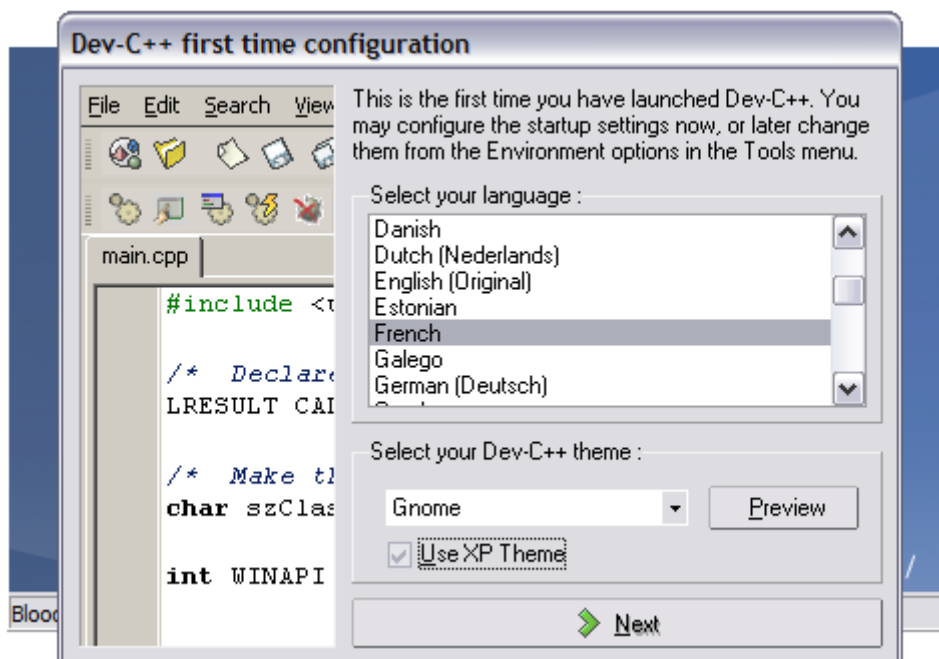 Dev-C++ first time configuration
File Edit Search View
main.cpp
#include
/* Declare
LRESULT
/* Make
char
int WINAPI
This is the first time you have launched Dev-C++. You
may configure the startup settings now, or later change
them from the Environment options in the Tools menu.
Select your language :
Danish
Dutch (Nederlands)
English (Original)
Estonian
French
Galego
German (Deutsch)
Select your Dev-C++ theme :
Gnome
Preview
Use XP Theme
Next